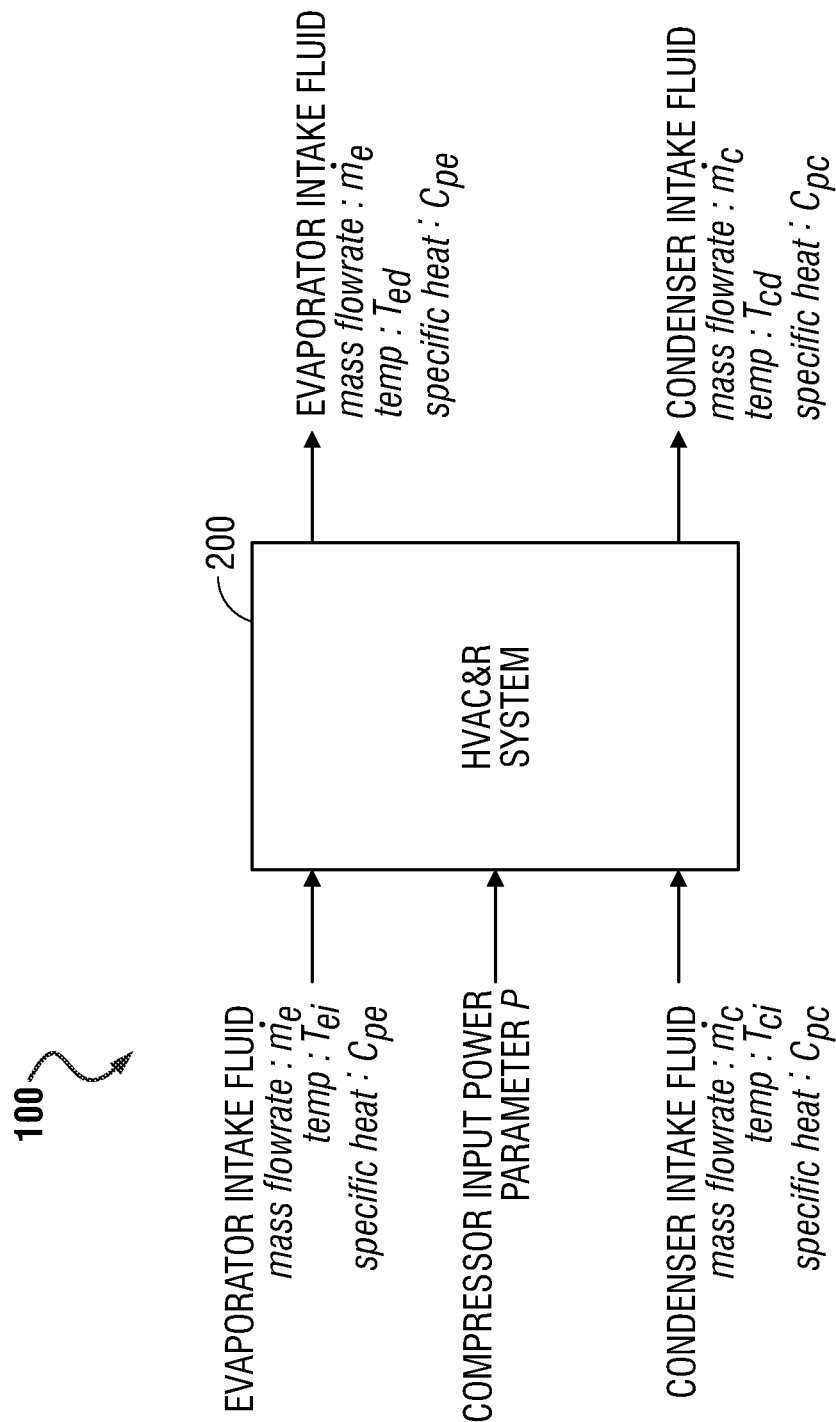 100
EVAPORATOR INTAKE FLUID
mass flowrate : ṁe
temp : Tei
specific heat : Cpe
COMPRESSOR INPUT POWER
PARAMETER P
CONDENSER INTAKE FLUID
mass flowrate : ṁc
temp : Tci
specific heat : Cpc
200
HVAC&R
SYSTEM
EVAPORATOR INTAKE FLUID
mass flowrate : ṁe
temp : Ted
specific heat : Cpe
CONDENSER INTAKE FLUID
mass flowrate : ṁc
temp : Tcd
specific heat : Cpc